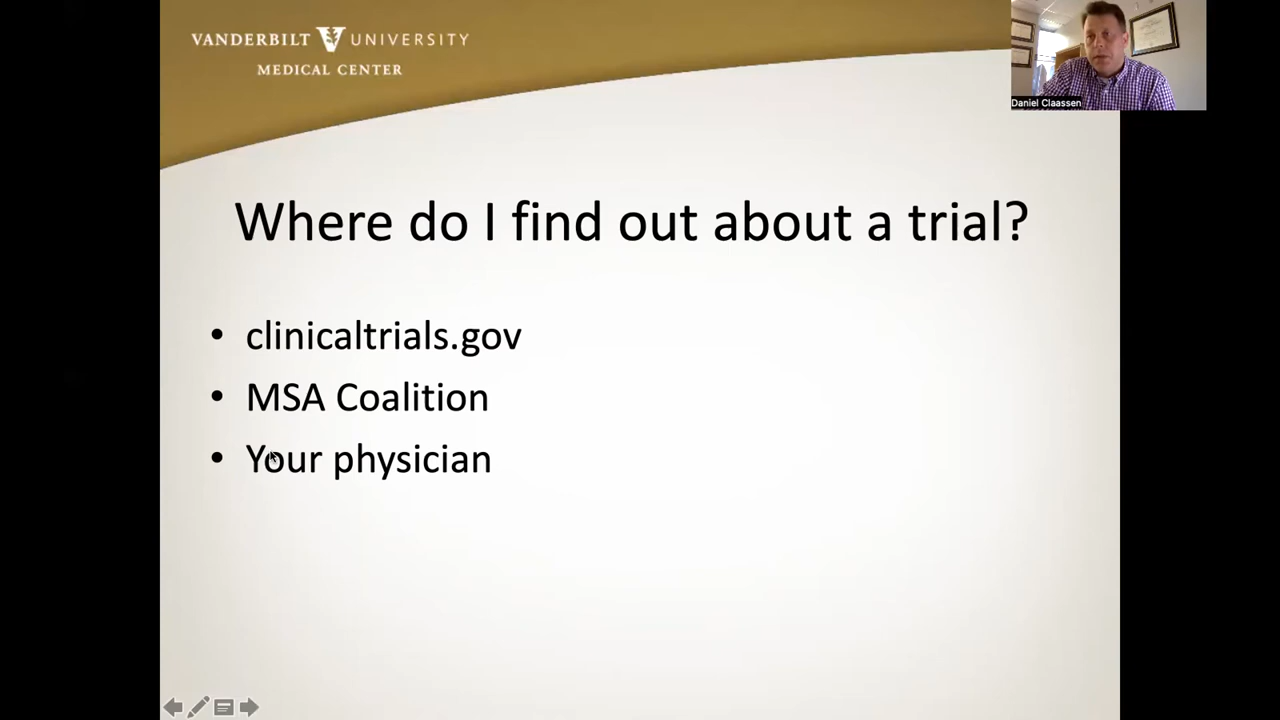 VANDERBILT UNIVERSITY
MEDICAL CENTER
Daniel Claassen
Where do I find out about a trial?
• clinicaltrials.gov
• MSA Coalition
• Your physician